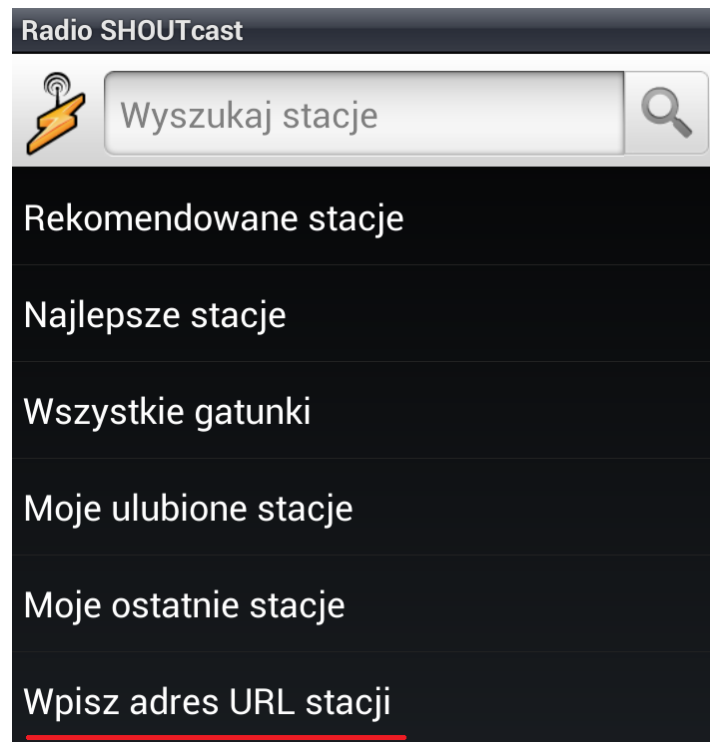 Radio SHOUTcast
Wyszukaj stacje
Rekomendowane stacje
Najlepsze stacje
Wszystkie gatunki
Moje ulubione stacje
Moje ostatnie stacje
Wpisz adres URL stacji